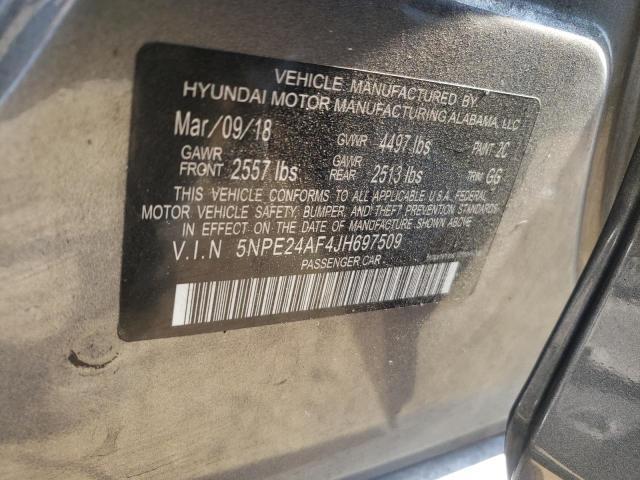 VEHICLE MANUFACTURED BY
HYUNDAI MOTOR MANUFACTURING ALABAMA, LLC
Mar/09/18 GVWR 4497 lbs PAINT 2C
GAWR FRONT 2557 lbs GAWR REAR 2513 lbs TRIM GG
THIS VEHICLE CONFORMS TO ALL APPLICABLE U.S.A FEDERAL
MOTOR VEHICLE SAFETY, BUMPER, AND THEFT PREVENTION STANDARDS
IN EFFECT ON THE DATE OF MANUFACTURE SHOWN ABOVE.
V.I.N 5NPE24AF4JH697509
PASSENGER CAR